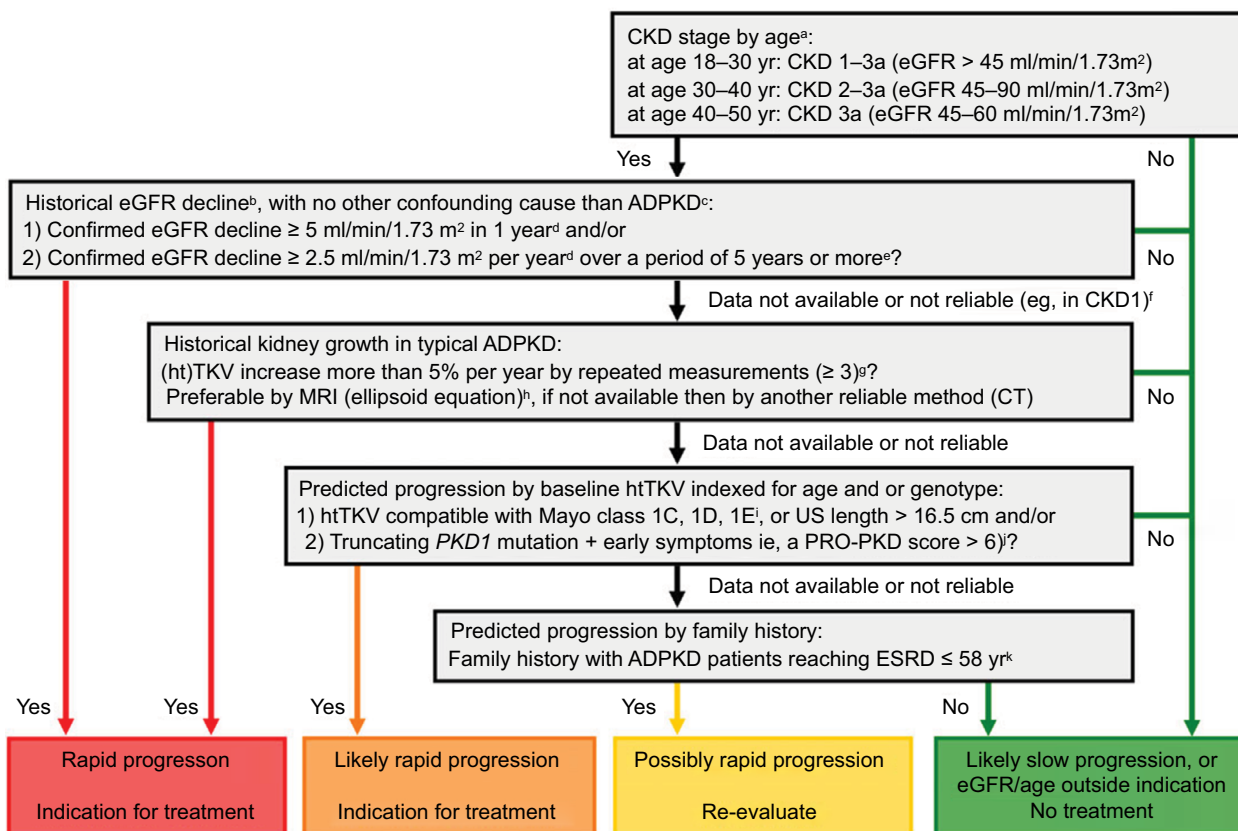 CKD stage by ageᵃ:
at age 18–30 yr: CKD 1–3a (eGFR > 45 ml/min/1.73m²)
at age 30–40 yr: CKD 2–3a (eGFR 45–90 ml/min/1.73m²)
at age 40–50 yr: CKD 3a (eGFR 45–60 ml/min/1.73m²)
Yes
No
Historical eGFR declineᵇ, with no other confounding cause than ADPKDᶜ:
1) Confirmed eGFR decline ≥ 5 ml/min/1.73 m² in 1 yearᵈ and/or
2) Confirmed eGFR decline ≥ 2.5 ml/min/1.73 m² per yearᵈ over a period of 5 years or moreᵉ?
No
Data not available or not reliable (eg, in CKD1)ᶠ
Historical kidney growth in typical ADPKD:
(ht)TKV increase more than 5% per year by repeated measurements (≥ 3)ᵍ?
Preferable by MRI (ellipsoid equation)ʰ, if not available then by another reliable method (CT)
No
Data not available or not reliable
Predicted progression by baseline htTKV indexed for age and or genotype:
1) htTKV compatible with Mayo class 1C, 1D, 1Eⁱ, or US length > 16.5 cm and/or
2) Truncating PKD1 mutation + early symptoms ie, a PRO-PKD score > 6)ʲ?
No
Data not available or not reliable
Predicted progression by family history:
Family history with ADPKD patients reaching ESRD ≤ 58 yrᵏ
Yes
Yes
Yes
Yes
No
Rapid progresson
Indication for treatment
Likely rapid progression
Indication for treatment
Possibly rapid progression
Re-evaluate
Likely slow progression, or
eGFR/age outside indication
No treatment